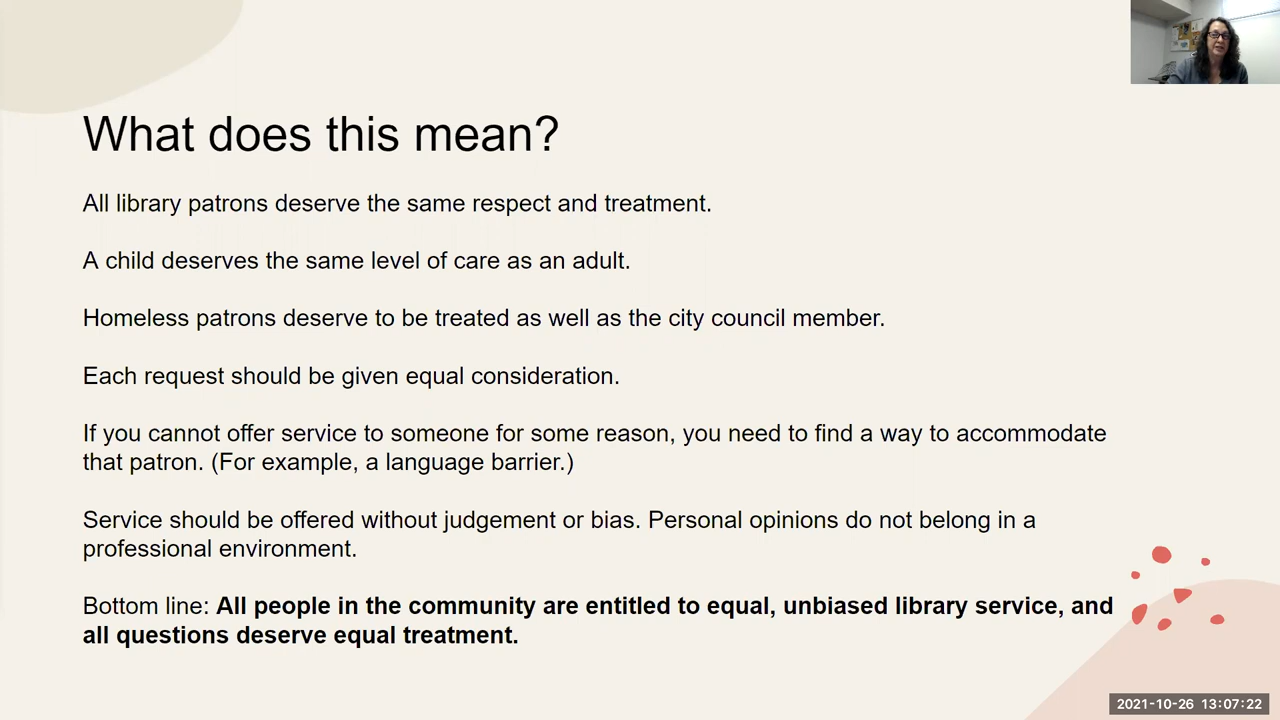 What does this mean?
All library patrons deserve the same respect and treatment.
A child deserves the same level of care as an adult.
Homeless patrons deserve to be treated as well as the city council member.
Each request should be given equal consideration.
If you cannot offer service to someone for some reason, you need to find a way to accommodate
that patron. (For example, a language barrier.)
Service should be offered without judgement or bias. Personal opinions do not belong in a
professional environment.
Bottom line: All people in the community are entitled to equal, unbiased library service, and
all questions deserve equal treatment.
2021-10-26 13:07:22